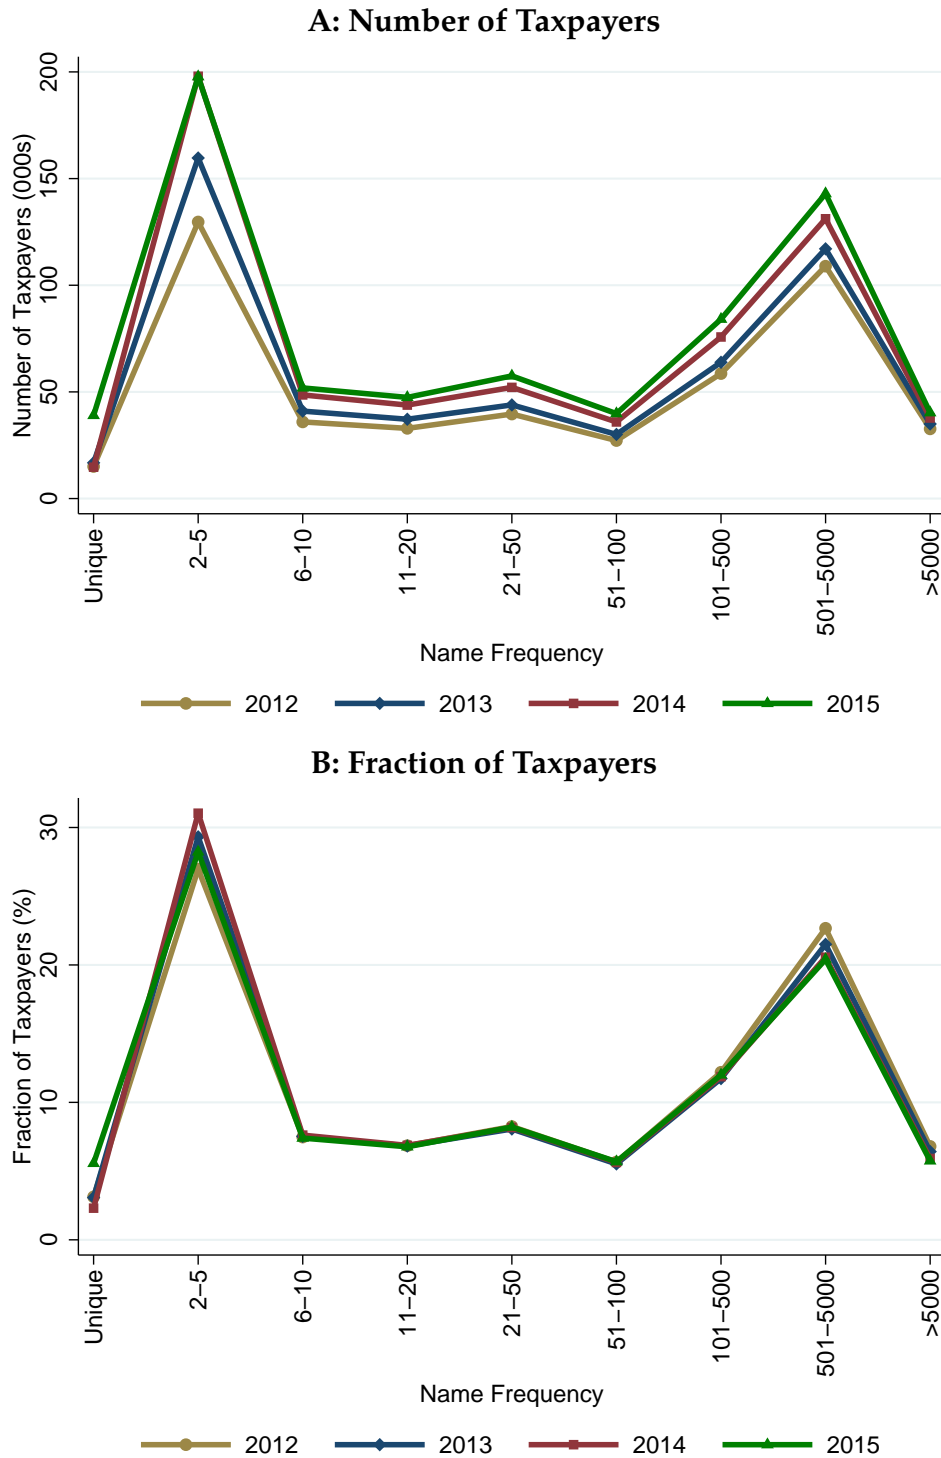 A: Number of Taxpayers
Number of Taxpayers (000s)
200
150
100
50
0
Unique
2–5
6–10
11–20
21–50
51–100
101–500
501–5000
>5000
Name Frequency
2012 2013 2014 2015
B: Fraction of Taxpayers
Fraction of Taxpayers (%)
30
20
10
0
Unique
2–5
6–10
11–20
21–50
51–100
101–500
501–5000
>5000
Name Frequency
2012 2013 2014 2015